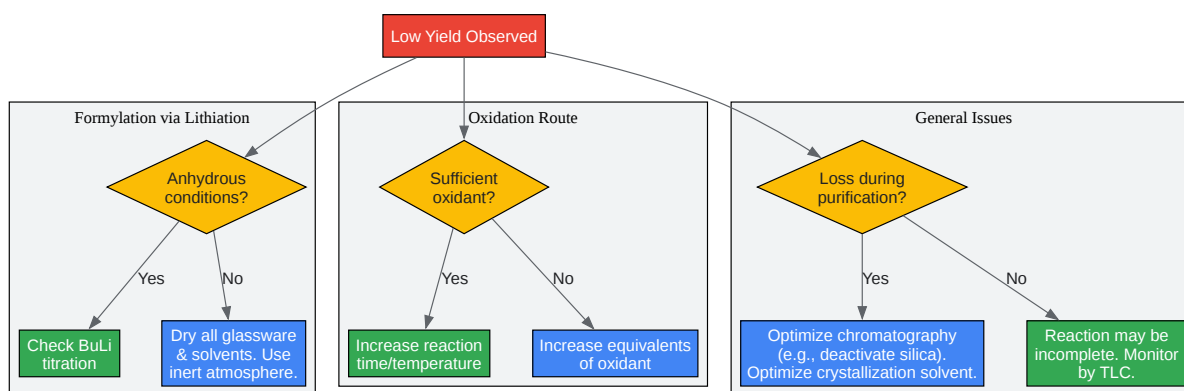 Low Yield Observed
Formylation via Lithiation
Anhydrous
conditions?
Yes
No
Check BuLi
titration
Dry all glassware
& solvents. Use
inert atmosphere.
Oxidation Route
Sufficient
oxidant?
Yes
No
Increase reaction
time/temperature
Increase equivalents
of oxidant
General Issues
Loss during
purification?
Yes
No
Optimize chromatography
(e.g., deactivate silica).
Optimize crystallization solvent.
Reaction may be
incomplete. Monitor
by TLC.